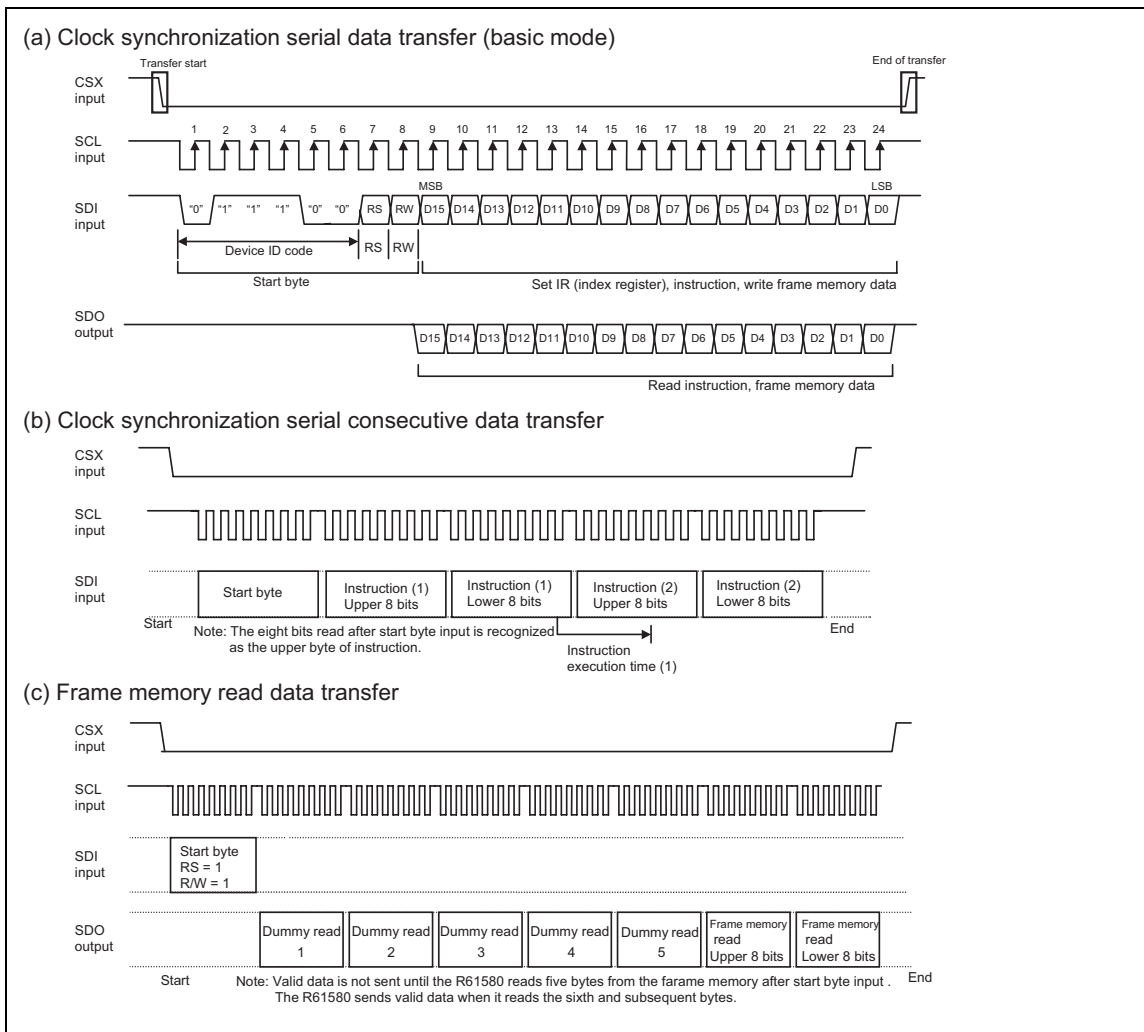 (a) Clock synchronization serial data transfer (basic mode)
Transfer start
End of transfer
CSX
input
SCL
input
1 2 3 4 5 6 7 8 9 10 11 12 13 14 15 16 17 18 19 20 21 22 23 24
MSB
LSB
SDI
input
"0" "1" "1" "1" "0" "0" RS RW D15 D14 D13 D12 D11 D10 D9 D8 D7 D6 D5 D4 D3 D2 D1 D0
Device ID code RS RW
Start byte
Set IR (index register), instruction, write frame memory data
SDO
output
D15 D14 D13 D12 D11 D10 D9 D8 D7 D6 D5 D4 D3 D2 D1 D0
Read instruction, frame memory data
(b) Clock synchronization serial consecutive data transfer
CSX
input
SCL
input
SDI
input
Start byte
Instruction (1)
Upper 8 bits
Instruction (1)
Lower 8 bits
Instruction (2)
Upper 8 bits
Instruction (2)
Lower 8 bits
Start
End
Note: The eight bits read after start byte input is recognized
as the upper byte of instruction.
Instruction
execution time (1)
(c) Frame memory read data transfer
CSX
input
SCL
input
SDI
input
Start byte
RS = 1
R/W = 1
SDO
output
Dummy read
1
Dummy read
2
Dummy read
3
Dummy read
4
Dummy read
5
Frame memory
read
Upper 8 bits
Frame memory
read
Lower 8 bits
Start
End
Note: Valid data is not sent until the R61580 reads five bytes from the farame memory after start byte input .
The R61580 sends valid data when it reads the sixth and subsequent bytes.